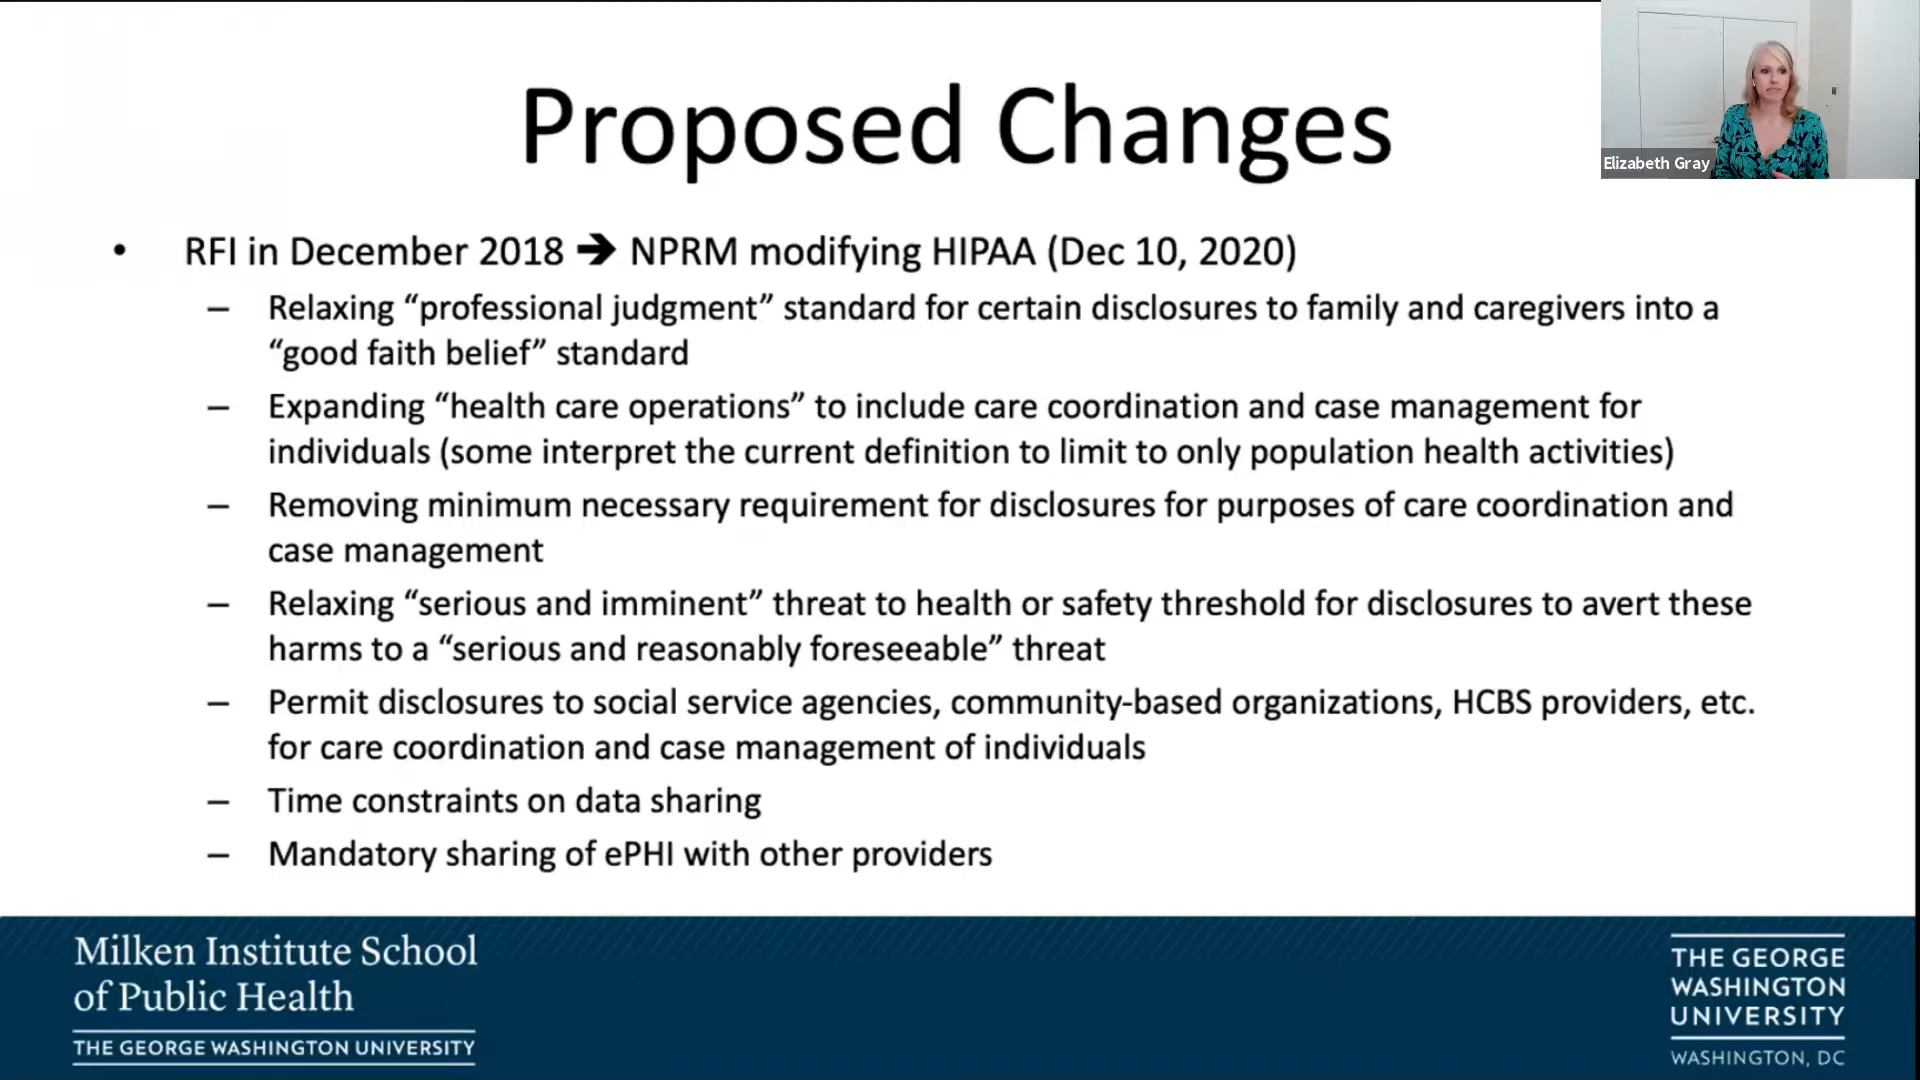 Proposed Changes
Elizabeth Gray
• RFI in December 2018 ➔ NPRM modifying HIPAA (Dec 10, 2020)
– Relaxing “professional judgment” standard for certain disclosures to family and caregivers into a
“good faith belief” standard
– Expanding “health care operations” to include care coordination and case management for
individuals (some interpret the current definition to limit to only population health activities)
– Removing minimum necessary requirement for disclosures for purposes of care coordination and
case management
– Relaxing “serious and imminent” threat to health or safety threshold for disclosures to avert these
harms to a “serious and reasonably foreseeable” threat
– Permit disclosures to social service agencies, community-based organizations, HCBS providers, etc.
for care coordination and case management of individuals
– Time constraints on data sharing
– Mandatory sharing of ePHI with other providers
Milken Institute School
of Public Health
THE GEORGE WASHINGTON UNIVERSITY
THE GEORGE
WASHINGTON
UNIVERSITY
WASHINGTON, DC